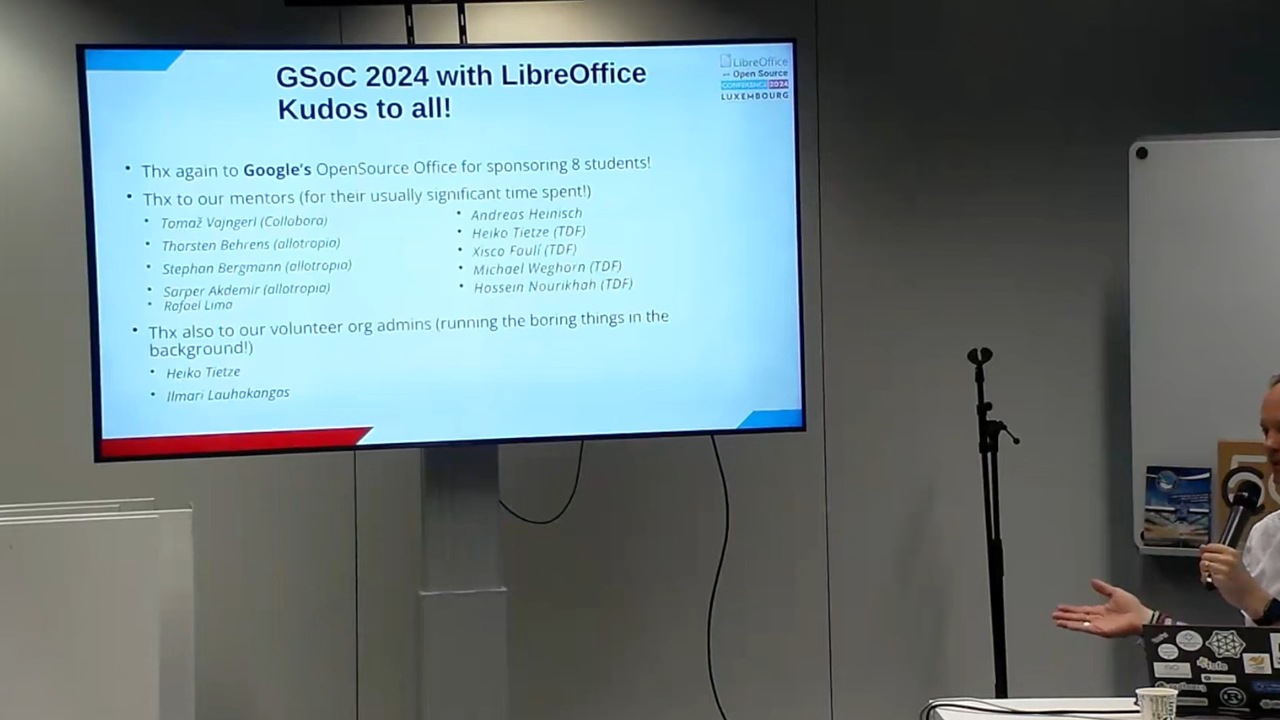 GSoC 2024 with LibreOffice
Kudos to all!
LibreOffice
Open Source
CONFERENCE 2024
LUXEMBOURG
• Thx again to Google's OpenSource Office for sponsoring 8 students!
• Thx to our mentors (for their usually significant time spent!)
• Tomaž Vajngerl (Collabora)
• Thorsten Behrens (allotropia)
• Stephan Bergmann (allotropia)
• Sarper Akdemir (allotropia)
• Rafael Lima
• Andreas Heinisch
• Heiko Tietze (TDF)
• Xisco Faulí (TDF)
• Michael Weghorn (TDF)
• Hossein Nourikhah (TDF)
• Thx also to our volunteer org admins (running the boring things in the
background!)
• Heiko Tietze
• Ilmari Lauhakangas